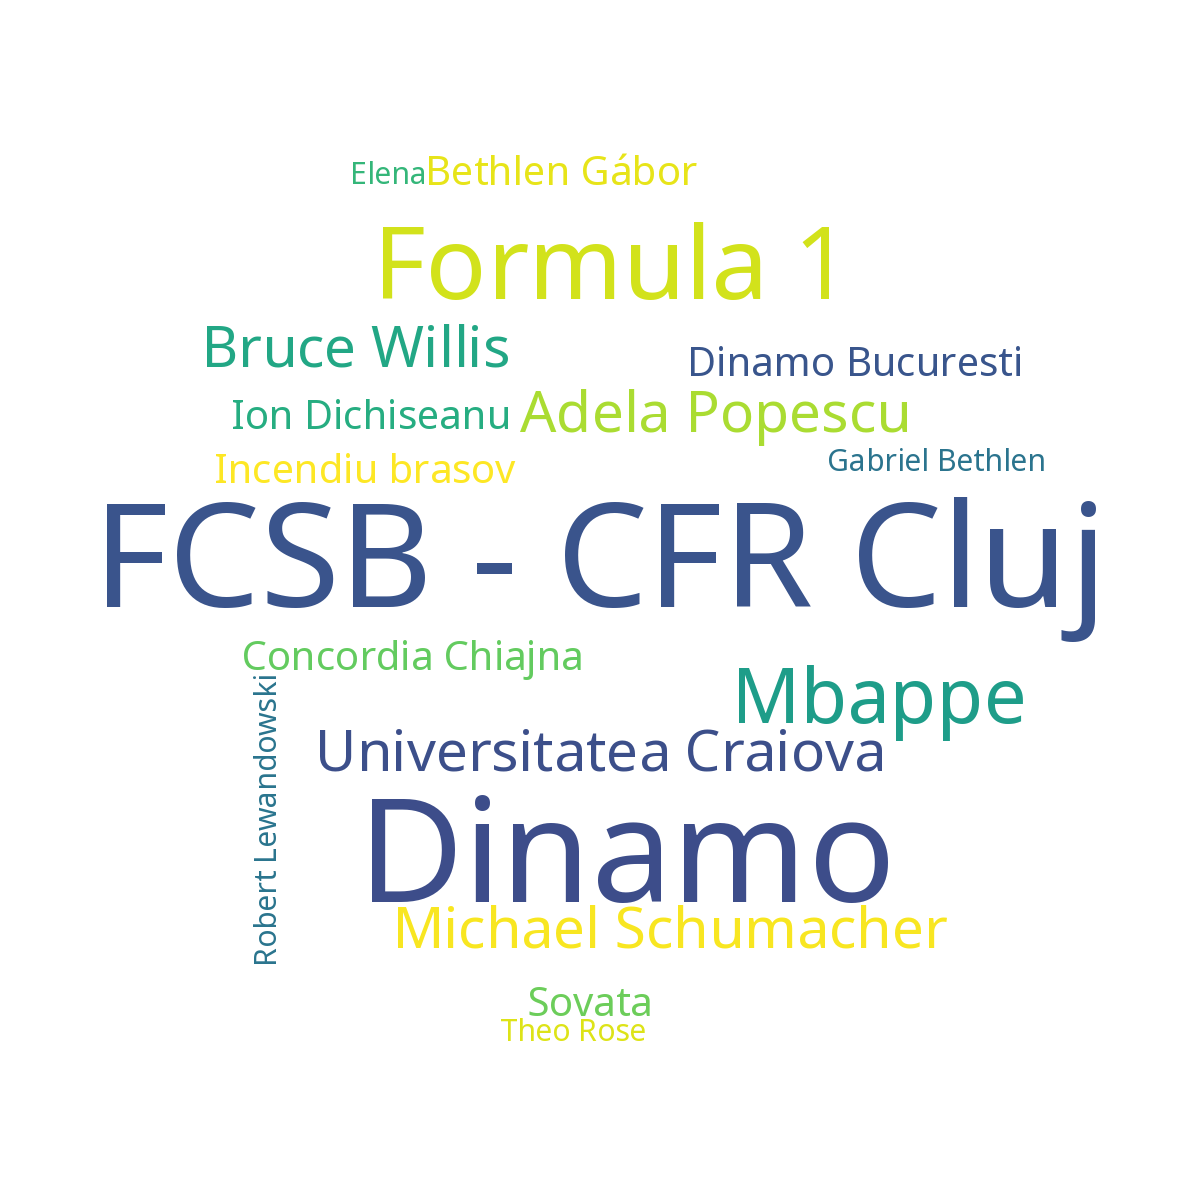 Elena
Bethlen Gábor
Formula 1
Bruce Willis
Dinamo Bucuresti
Ion Dichiseanu
Adela Popescu
Incendiu brasov
Gabriel Bethlen
FCSB - CFR Cluj
Concordia Chiajna
Mbappe
Robert Lewandowski
Universitatea Craiova
Dinamo
Michael Schumacher
Sovata
Theo Rose